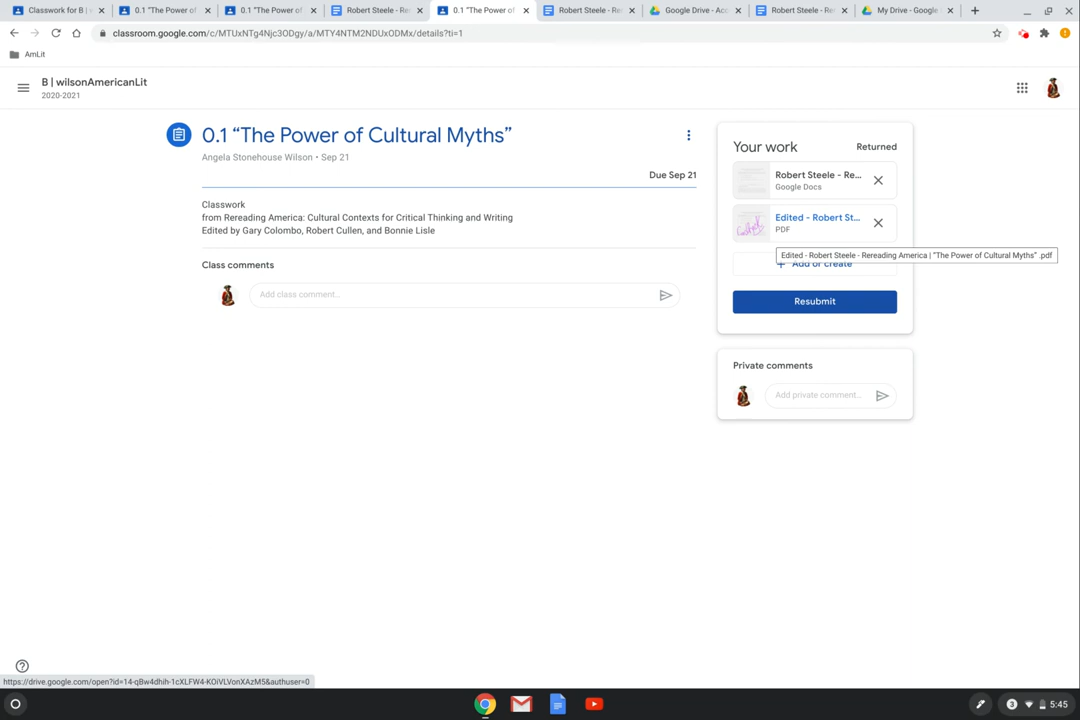 Classwork for B | w
0.1 “The Power of
0.1 “The Power of
Robert Steele - Re
0.1 “The Power of
Robert Steele - Re
Google Drive - Acc
Robert Steele - Re
My Drive - Google
classroom.google.com/c/MTUxNTg4Njc3ODgy/a/MTY4NTM2NDUxODMx/details?ti=1
AmLit
B | wilsonAmericanLit
2020-2021
0.1 “The Power of Cultural Myths”
Angela Stonehouse Wilson • Sep 21
Due Sep 21
Classwork
from Rereading America: Cultural Contexts for Critical Thinking and Writing
Edited by Gary Colombo, Robert Cullen, and Bonnie Lisle
Class comments
Add class comment…
Your work
Returned
Robert Steele - Re...
Google Docs
Edited - Robert St...
PDF
Edited - Robert Steele - Rereading America | "The Power of Cultural Myths" .pdf
+ Add or create
Resubmit
Private comments
Add private comment…
https://drive.google.com/open?id=14-qBw4dhih-1cXLFW4-KOiVLVonXAzM5&authuser=0
3
5:45